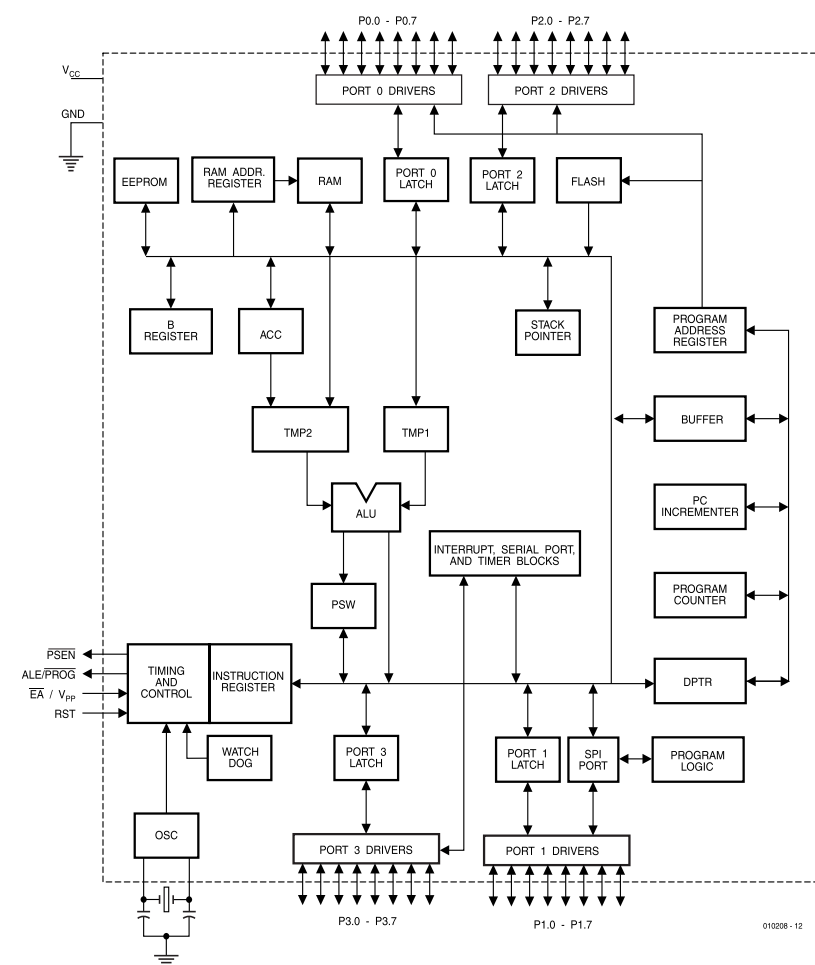 P0.0 - P0.7
P2.0 - P2.7
VCC
PORT 0 DRIVERS
PORT 2 DRIVERS
GND
EEPROM
RAM ADDR.
REGISTER
RAM
PORT 0
LATCH
PORT 2
LATCH
FLASH
B
REGISTER
ACC
STACK
POINTER
PROGRAM
ADDRESS
REGISTER
TMP2
TMP1
BUFFER
ALU
PC
INCREMENTER
INTERRUPT, SERIAL PORT,
AND TIMER BLOCKS
PSW
PROGRAM
COUNTER
PSEN
ALE/PROG
EA / VPP
RST
TIMING
AND
CONTROL
INSTRUCTION
REGISTER
DPTR
WATCH
DOG
PORT 3
LATCH
PORT 1
LATCH
SPI
PORT
PROGRAM
LOGIC
OSC
PORT 3 DRIVERS
PORT 1 DRIVERS
P3.0 - P3.7
P1.0 - P1.7
010208 - 12